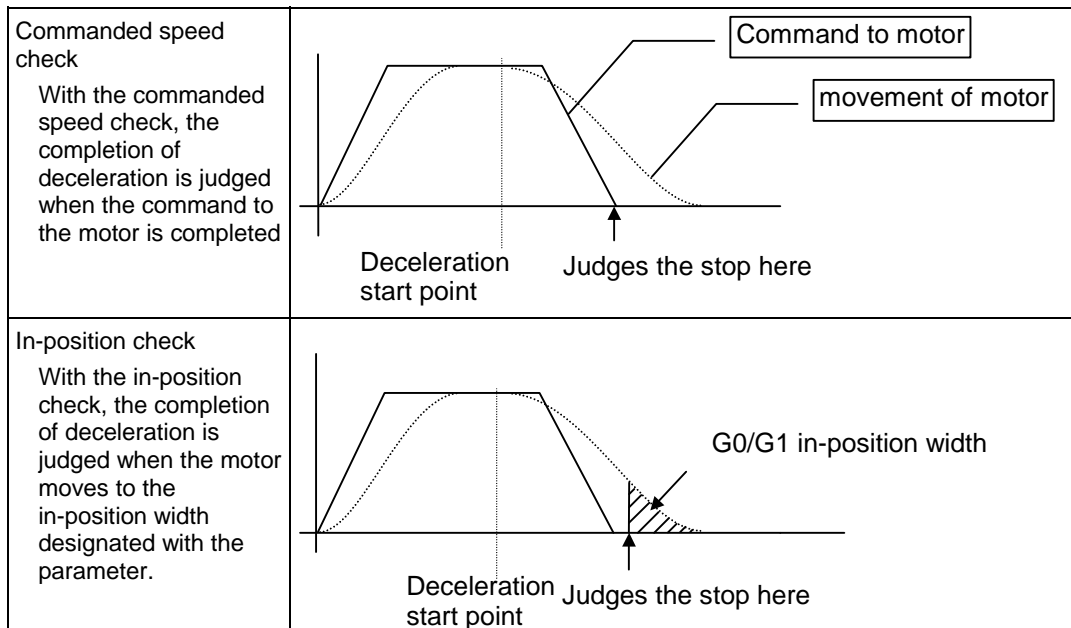 Commanded speed
check
With the commanded
speed check, the
completion of
deceleration is judged
when the command to
the motor is completed
Command to motor
movement of motor
Deceleration
start point
Judges the stop here
In-position check
With the in-position
check, the completion
of deceleration is
judged when the motor
moves to the
in-position width
designated with the
parameter.
G0/G1 in-position width
Deceleration
start point
Judges the stop here